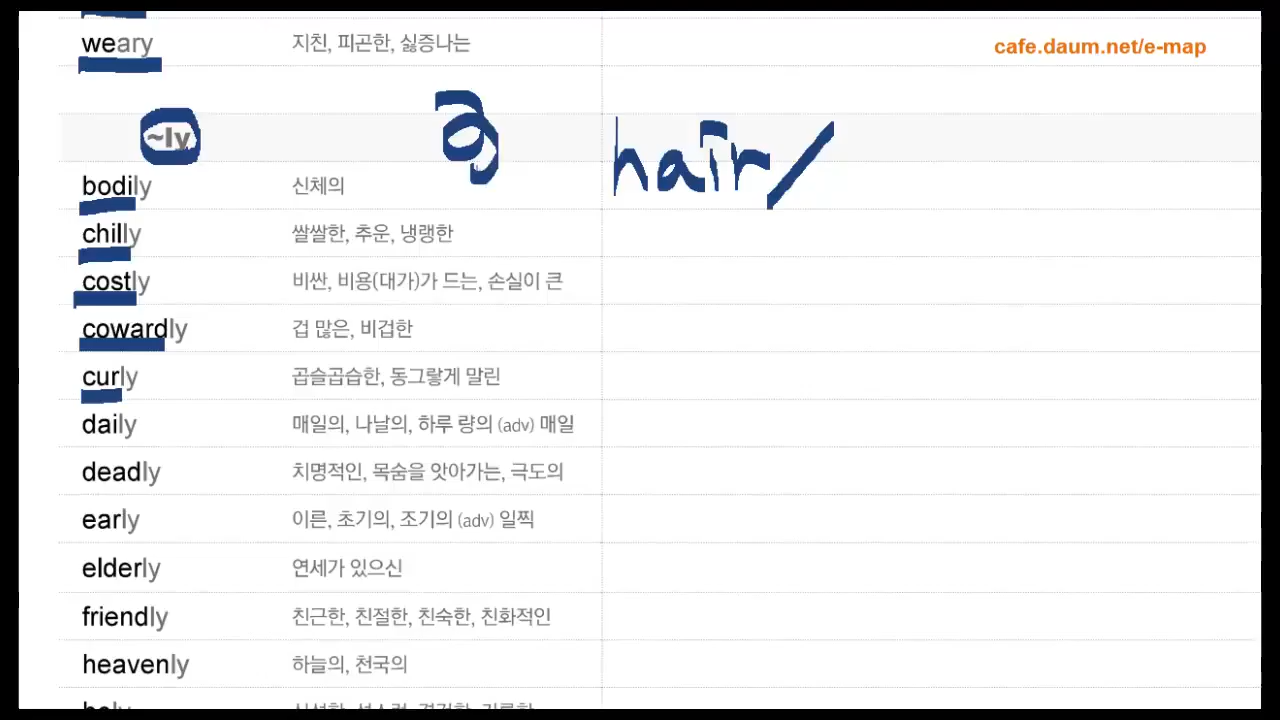 weary 지친, 피곤한, 싫증나는 cafe.daum.net/e-map
~ly hair
bodily 신체의
chilly 쌀쌀한, 추운, 냉랭한
costly 비싼, 비용(대가)가 드는, 손실이 큰
cowardly 겁 많은, 비겁한
curly 곱슬곱습한, 동그랗게 말린
daily 매일의, 나날의, 하루 량의 (adv) 매일
deadly 치명적인, 목숨을 앗아가는, 극도의
early 이른, 초기의, 조기의 (adv) 일찍
elderly 연세가 있으신
friendly 친근한, 친절한, 친숙한, 친화적인
heavenly 하늘의, 천국의